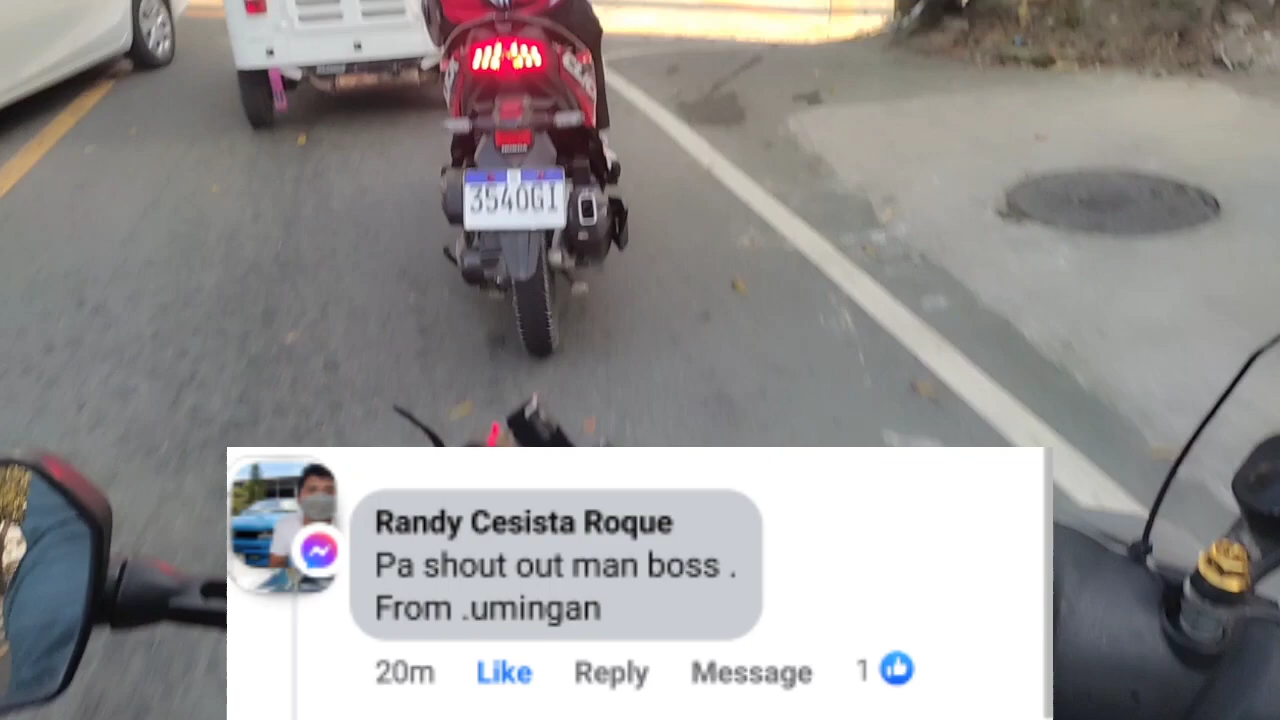 3540GI
Randy Cesista Roque
Pa shout out man boss .
From .umingan
20m Like Reply Message 1